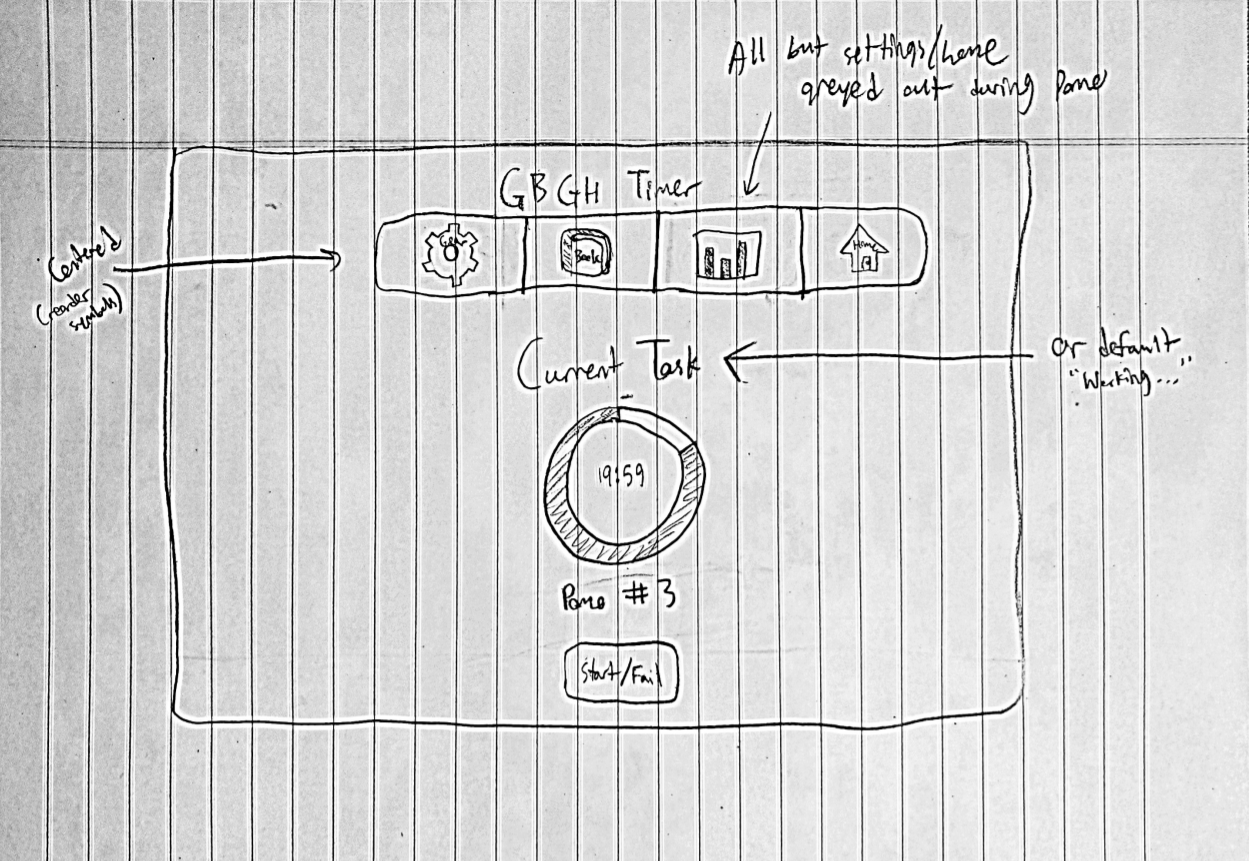 All but settings/home
greyed out during Pomo
GBGH Timer
Centered
(reorder
symbols)
Gear
Book
Home
Current Task
or default
"Working..."
19:59
Pomo #3
Start/Fail